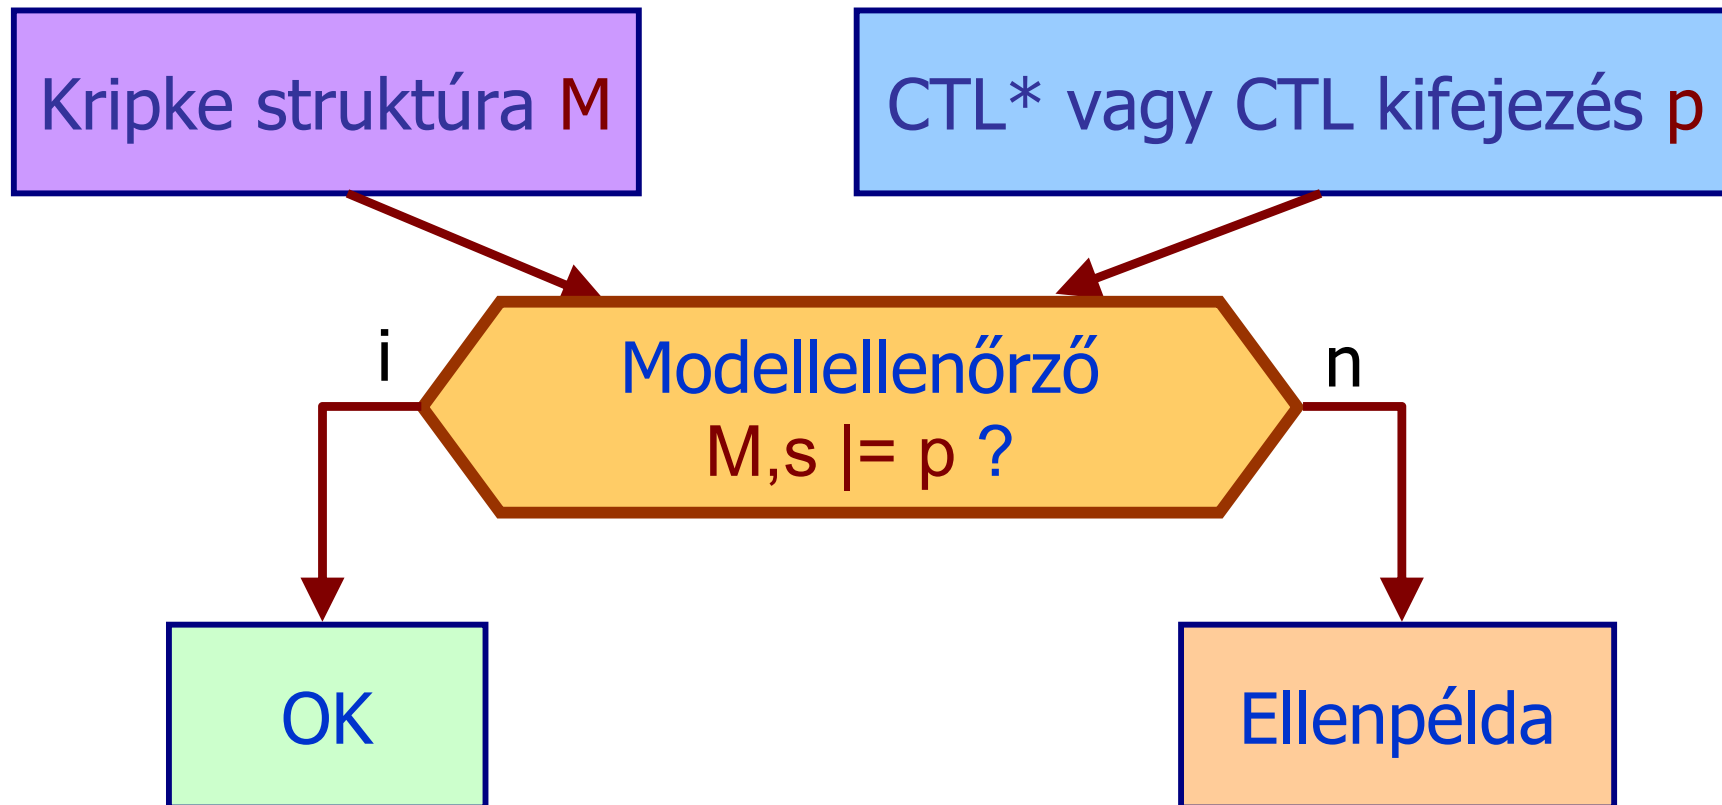 Kripke struktúra M
CTL* vagy CTL kifejezés p
i
Modellellenőrző
n
M,s |= p ?
OK
Ellenpélda